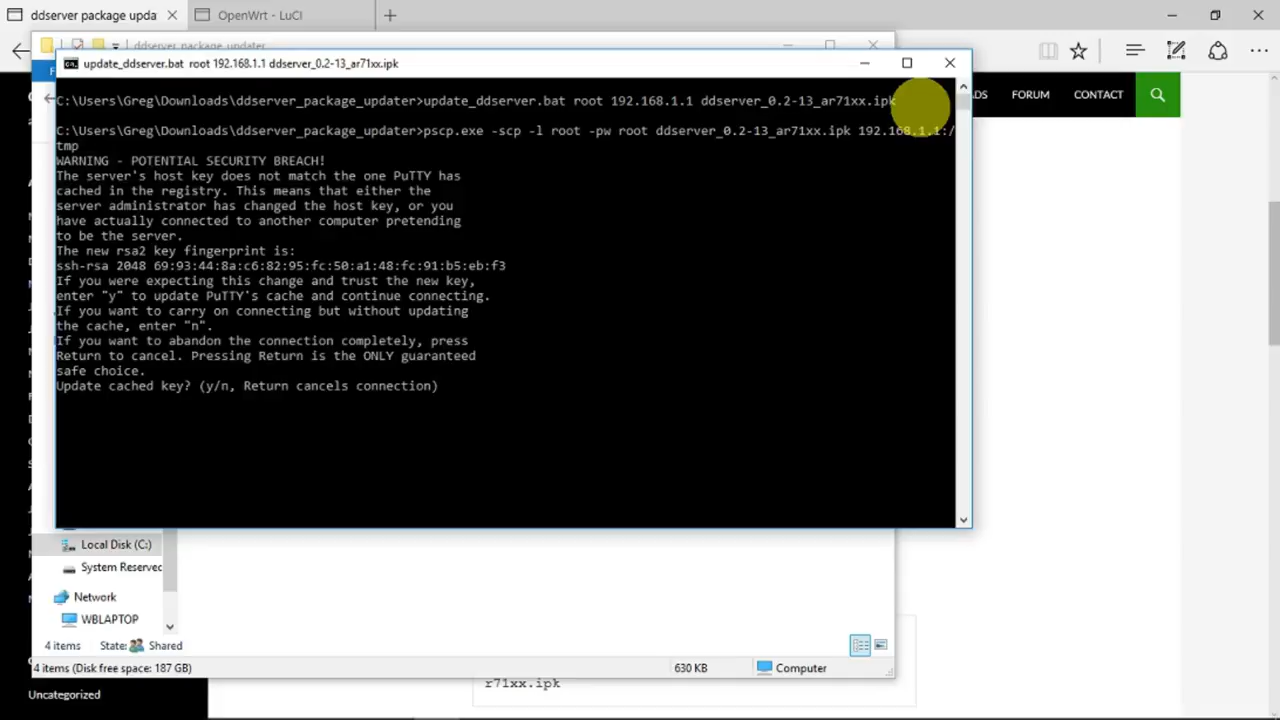 ddserver package upda
OpenWrt - LuCI
ddserver_package_updater
update_ddserver.bat root 192.168.1.1 ddserver_0.2-13_ar71xx.ipk
DS
FORUM
CONTACT
C:\Users\Greg\Downloads\ddserver_package_updater>update_ddserver.bat root 192.168.1.1 ddserver_0.2-13_ar71xx.ipk
C:\Users\Greg\Downloads\ddserver_package_updater>pscp.exe -scp -l root -pw root ddserver_0.2-13_ar71xx.ipk 192.168.1.1:/
tmp
WARNING - POTENTIAL SECURITY BREACH!
The server's host key does not match the one PuTTY has
cached in the registry. This means that either the
server administrator has changed the host key, or you
have actually connected to another computer pretending
to be the server.
The new rsa2 key fingerprint is:
ssh-rsa 2048 69:93:44:8a:c6:82:95:fc:50:a1:48:fc:91:b5:eb:f3
If you were expecting this change and trust the new key,
enter "y" to update PuTTY's cache and continue connecting.
If you want to carry on connecting but without updating
the cache, enter "n".
If you want to abandon the connection completely, press
Return to cancel. Pressing Return is the ONLY guaranteed
safe choice.
Update cached key? (y/n, Return cancels connection)
Local Disk (C:)
System Reserved
Network
WBLAPTOP
4 items
State:
Shared
4 items (Disk free space: 187 GB)
630 KB
Computer
r71xx.ipk
Uncategorized